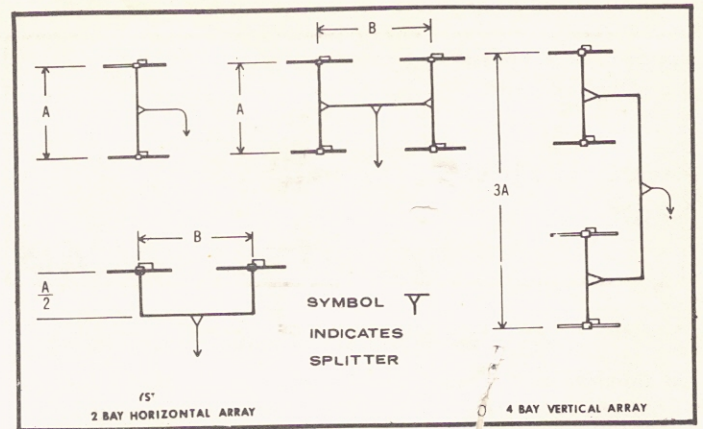 B
A
A
3A
B
A
2
SYMBOL
INDICATES
SPLITTER
2 BAY HORIZONTAL ARRAY
4 BAY VERTICAL ARRAY